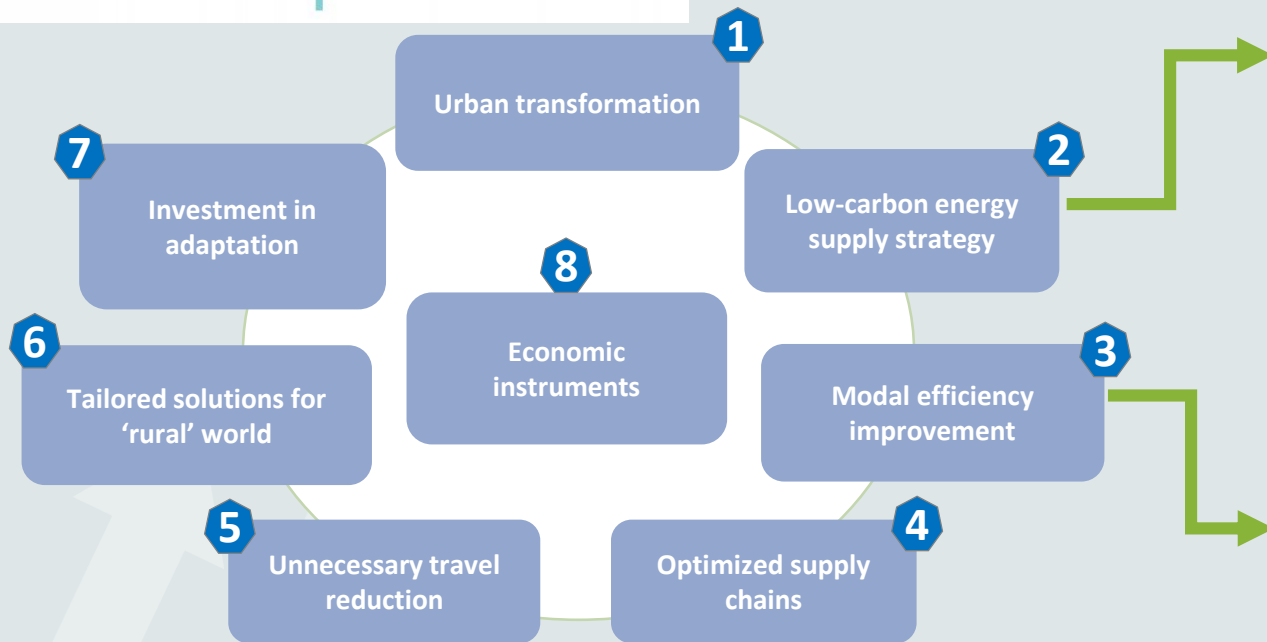 1
Urban transformation
2
Low-carbon energy
supply strategy
3
Modal efficiency
improvement
4
Optimized supply
chains
5
Unnecessary travel
reduction
6
Tailored solutions for
‘rural’ world
7
Investment in
adaptation
8
Economic
instruments